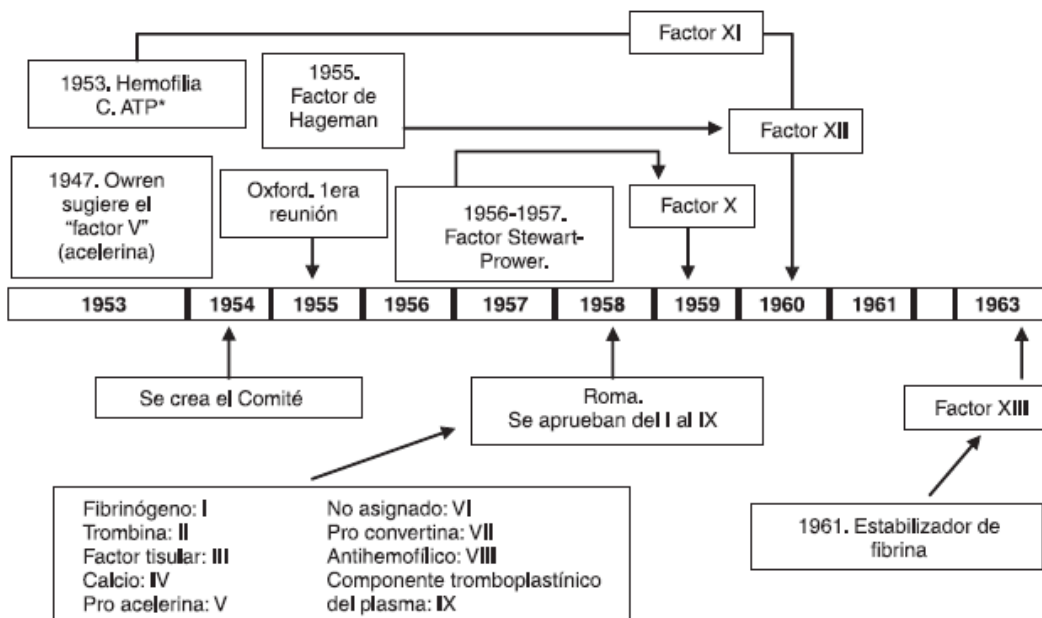 Factor XI
1953. Hemofilia
C. ATP*
1955.
Factor de
Hageman
Factor XII
1947. Owren
sugiere el
"factor V"
(acelerina)
Oxford. 1era
reunión
1956-1957.
Factor Stewart-
Prower.
Factor X
1953 1954 1955 1956 1957 1958 1959 1960 1961 1963
Se crea el Comité
Roma.
Se aprueban del I al IX
Factor XIII
Fibrinógeno: I
Trombina: II
Factor tisular: III
Calcio: IV
Pro acelerina: V
No asignado: VI
Pro convertina: VII
Antihemofílico: VIII
Componente tromboplastínico
del plasma: IX
1961. Estabilizador de
fibrina